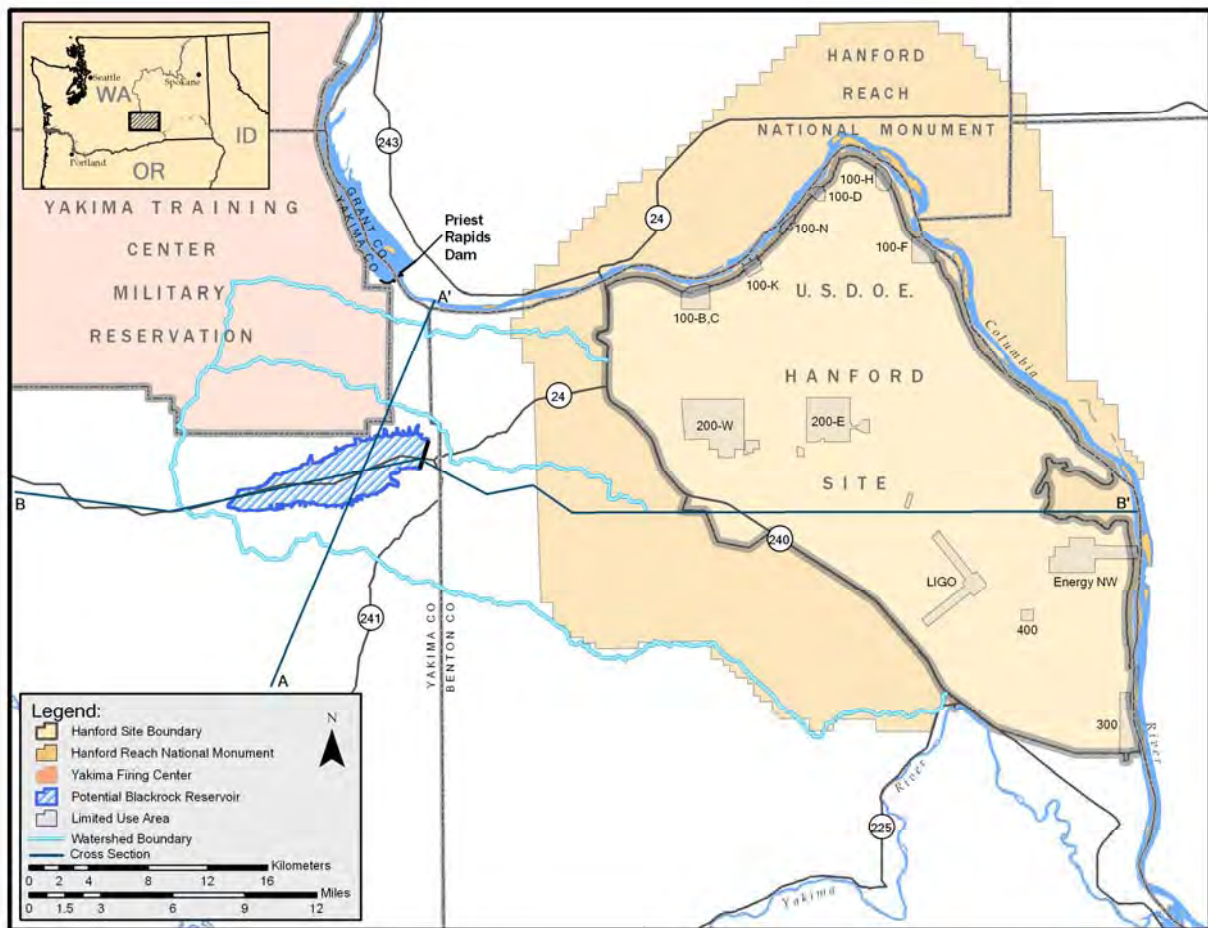 Seattle
Spokane
WA
ID
Portland
OR
HANFORD
REACH
NATIONAL MONUMENT
243
24
YAKIMA TRAINING
CENTER
MILITARY
RESERVATION
GRANT CO
YAKIMA CO
Priest
Rapids
Dam
100-H
100-D
100-N
100-F
100-K
100-B,C
U.S.D.O.E.
A'
Columbia
HANFORD
24
200-W
200-E
SITE
B
B'
240
LIGO
Energy NW
400
241
YAKIMA CO
BENTON CO
A
300
River
River
225
Yakima
Legend:
N
Hanford Site Boundary
Hanford Reach National Monument
Yakima Firing Center
Potential Blackrock Reservoir
Limited Use Area
Watershed Boundary
Cross Section
Kilometers
0 2 4 8 12 16
Miles
0 1.5 3 6 9 12